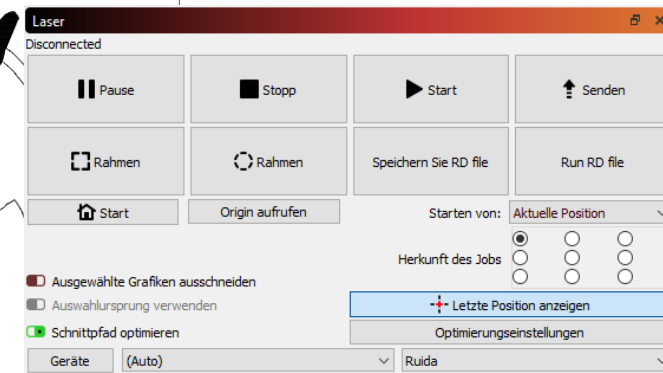 Laser
Disconnected
Pause Stopp Start Senden
Rahmen Rahmen Speichern Sie RD file Run RD file
Start Origin aufrufen Starten von: Aktuelle Position
Herkunft des Jobs
Ausgewählte Grafiken ausschneiden
Auswahlursprung verwenden Letzte Position anzeigen
Schnittpfad optimieren Optimierungseinstellungen
Geräte (Auto) Ruida